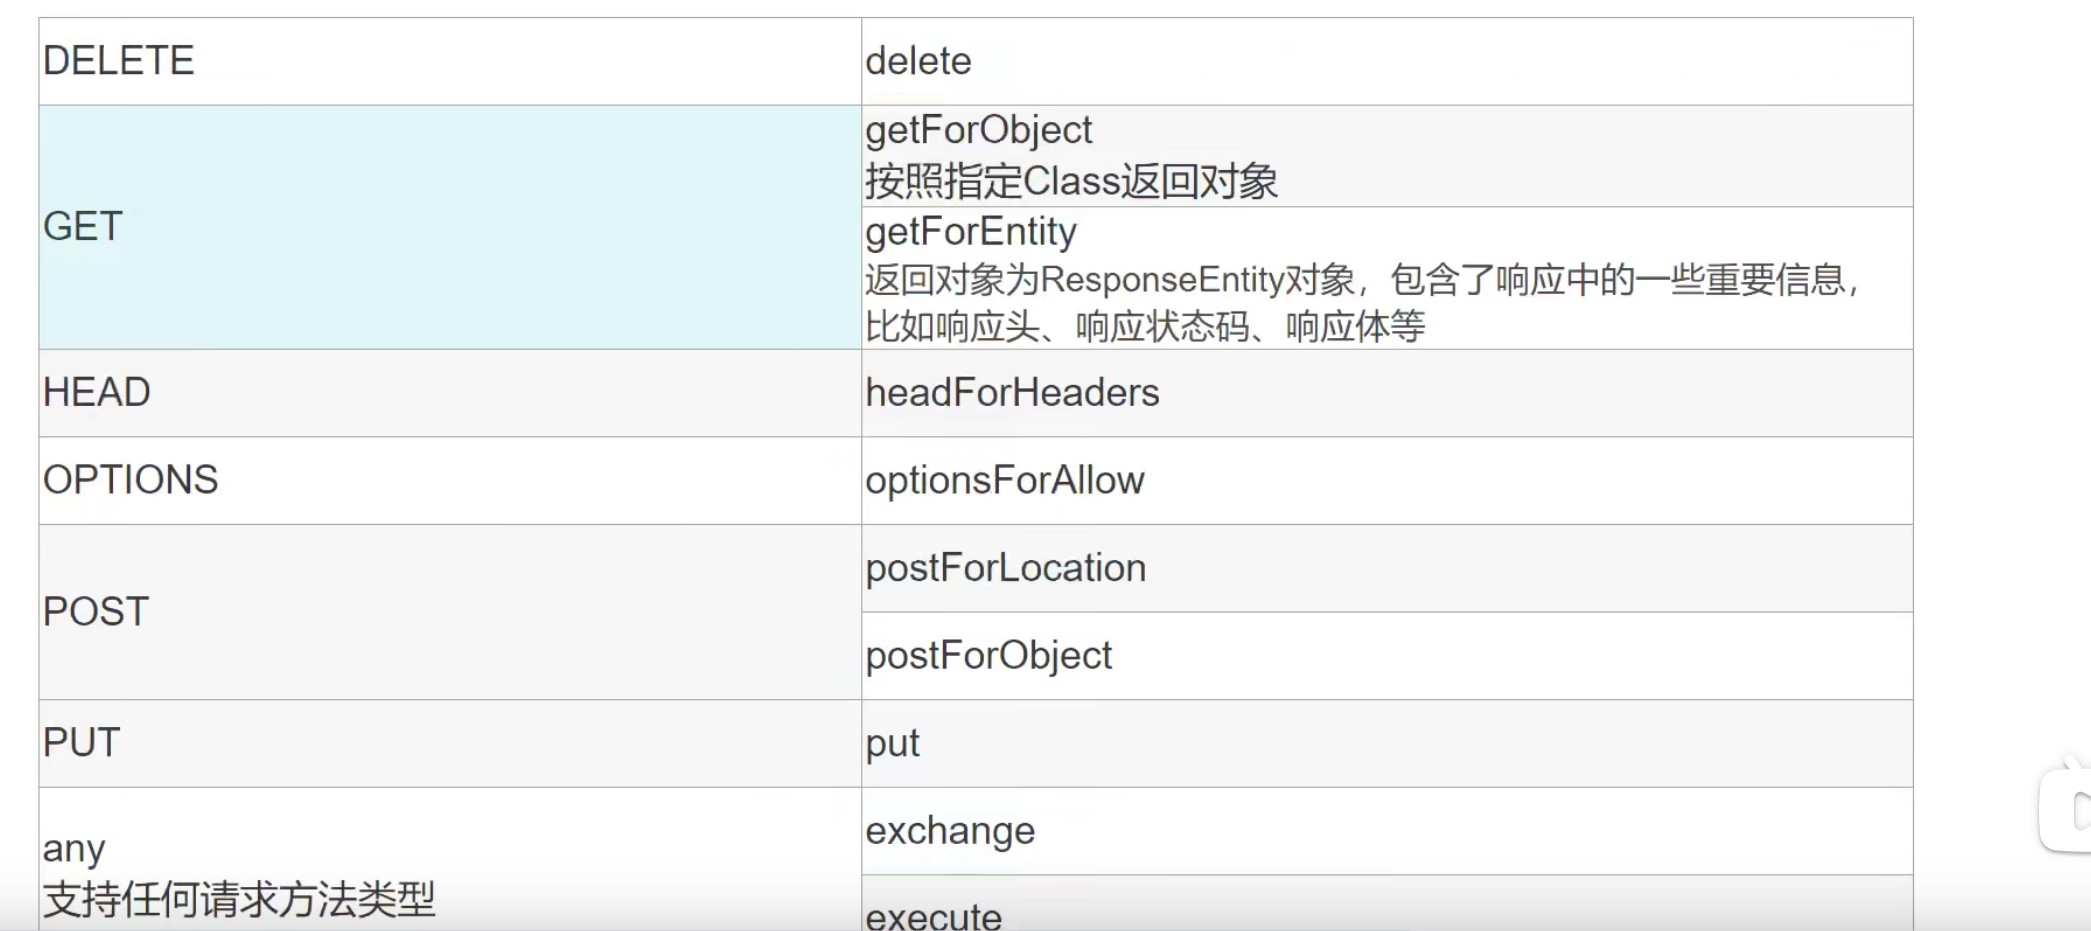 DELETE
delete
GET
getForObject
按照指定Class返回对象
getForEntity
返回对象为ResponseEntity对象，包含了响应中的一些重要信息，
比如响应头、响应状态码、响应体等
HEAD
headForHeaders
OPTIONS
optionsForAllow
POST
postForLocation
postForObject
PUT
put
any
支持任何请求方法类型
exchange
execute